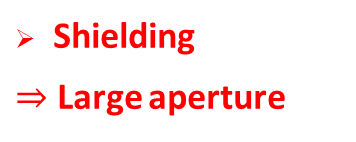 ➢ Shielding
⇒ Large aperture